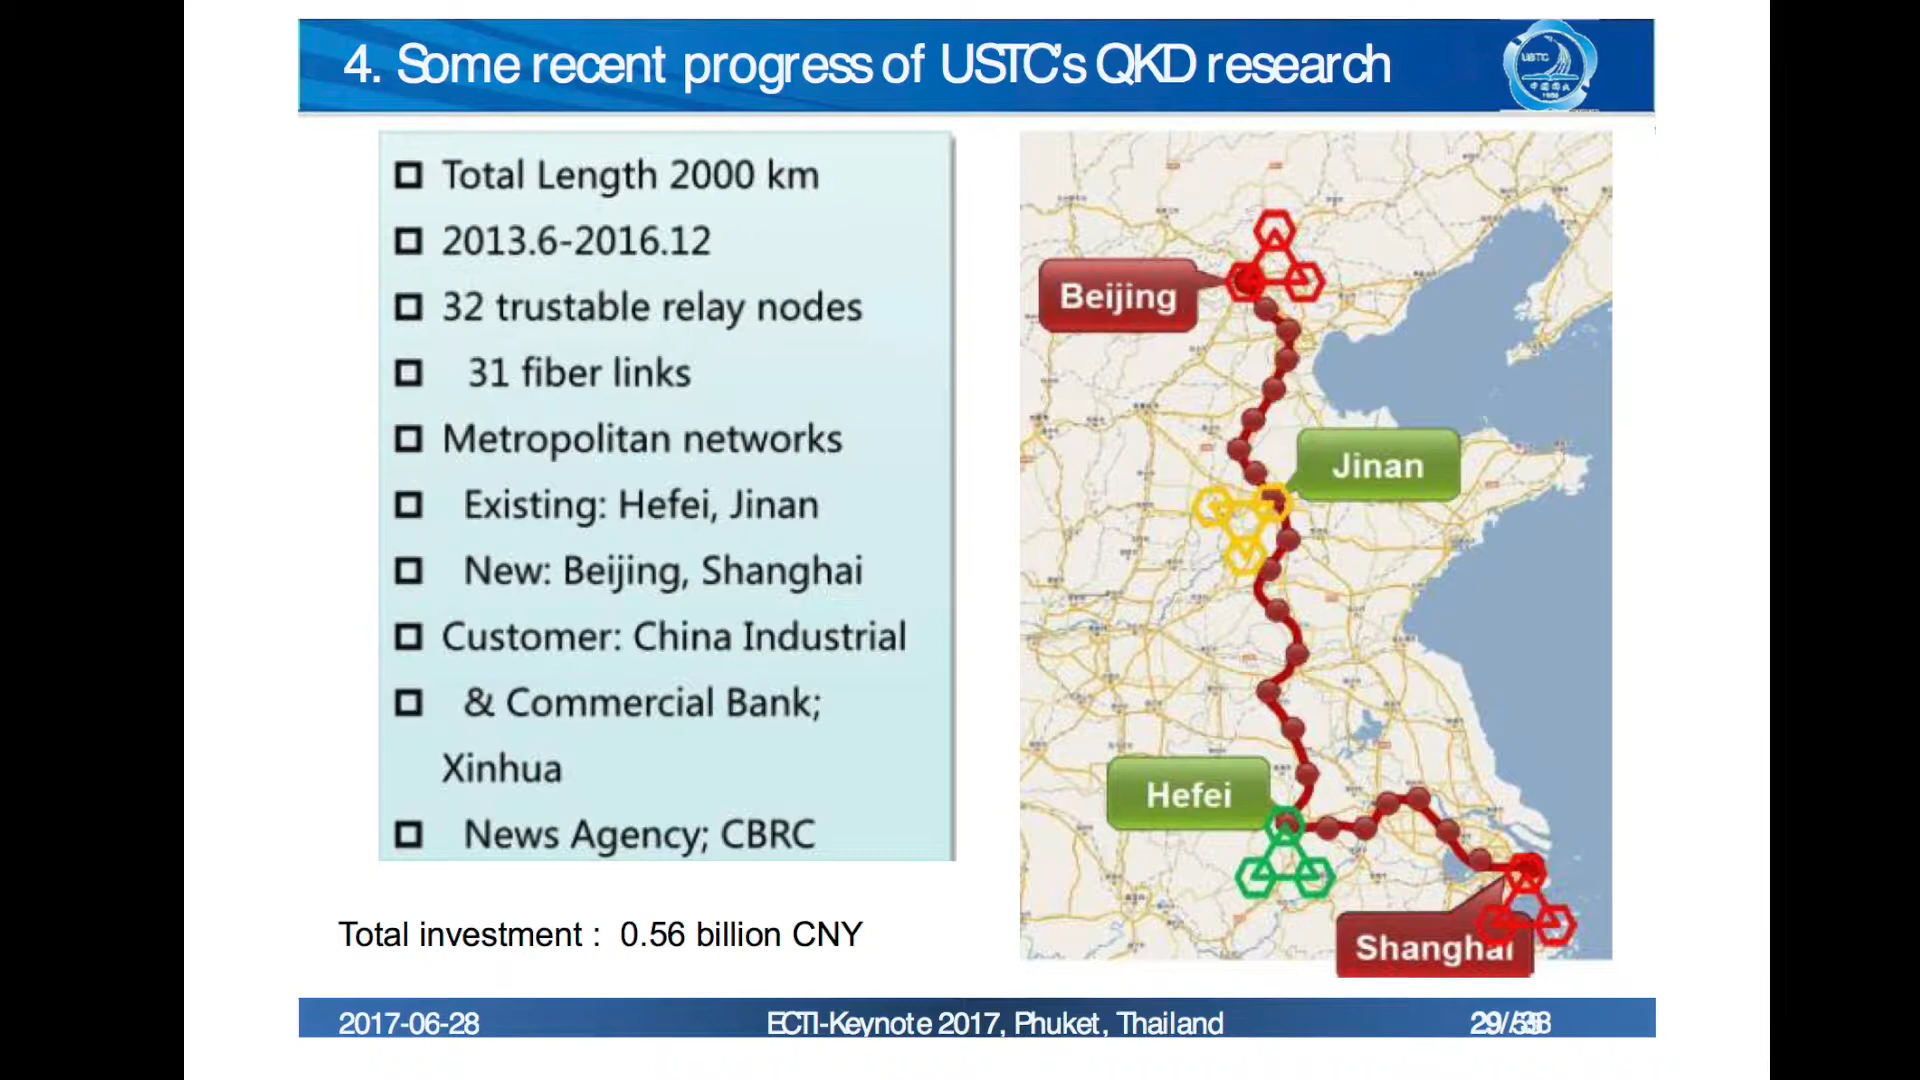 4. Some recent progress of USTC's QKD research
USTC
Total Length 2000 km
2013.6-2016.12
32 trustable relay nodes
31 fiber links
Metropolitan networks
Existing: Hefei, Jinan
New: Beijing, Shanghai
Customer: China Industrial
& Commercial Bank;
Xinhua
News Agency; CBRC
Total investment : 0.56 billion CNY
Beijing
Jinan
Hefei
Shanghai
2017-06-28
ECTI-Keynote 2017, Phuket, Thailand